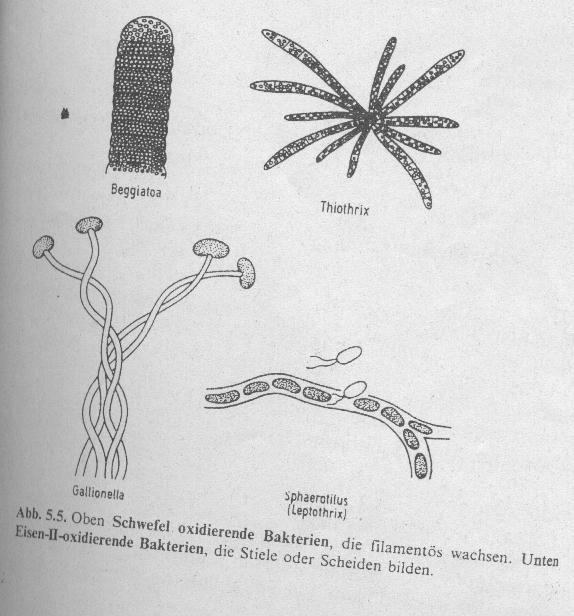 Beggiatoa
Thiothrix
Gallionella
Sphaerotilus
(Leptothrix)
Abb. 5.5. Oben Schwefel oxidierende Bakterien, die filamentös wachsen. Unten
Eisen-II-oxidierende Bakterien, die Stiele oder Scheiden bilden.